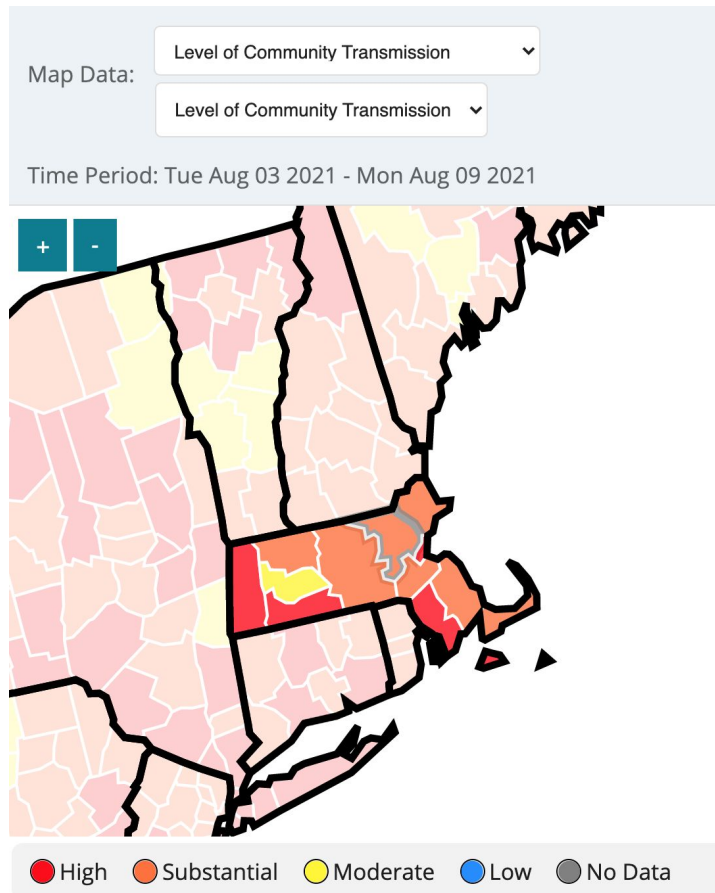 Map Data:
Level of Community Transmission
Level of Community Transmission
Time Period: Tue Aug 03 2021 - Mon Aug 09 2021
+ -
High Substantial Moderate Low No Data